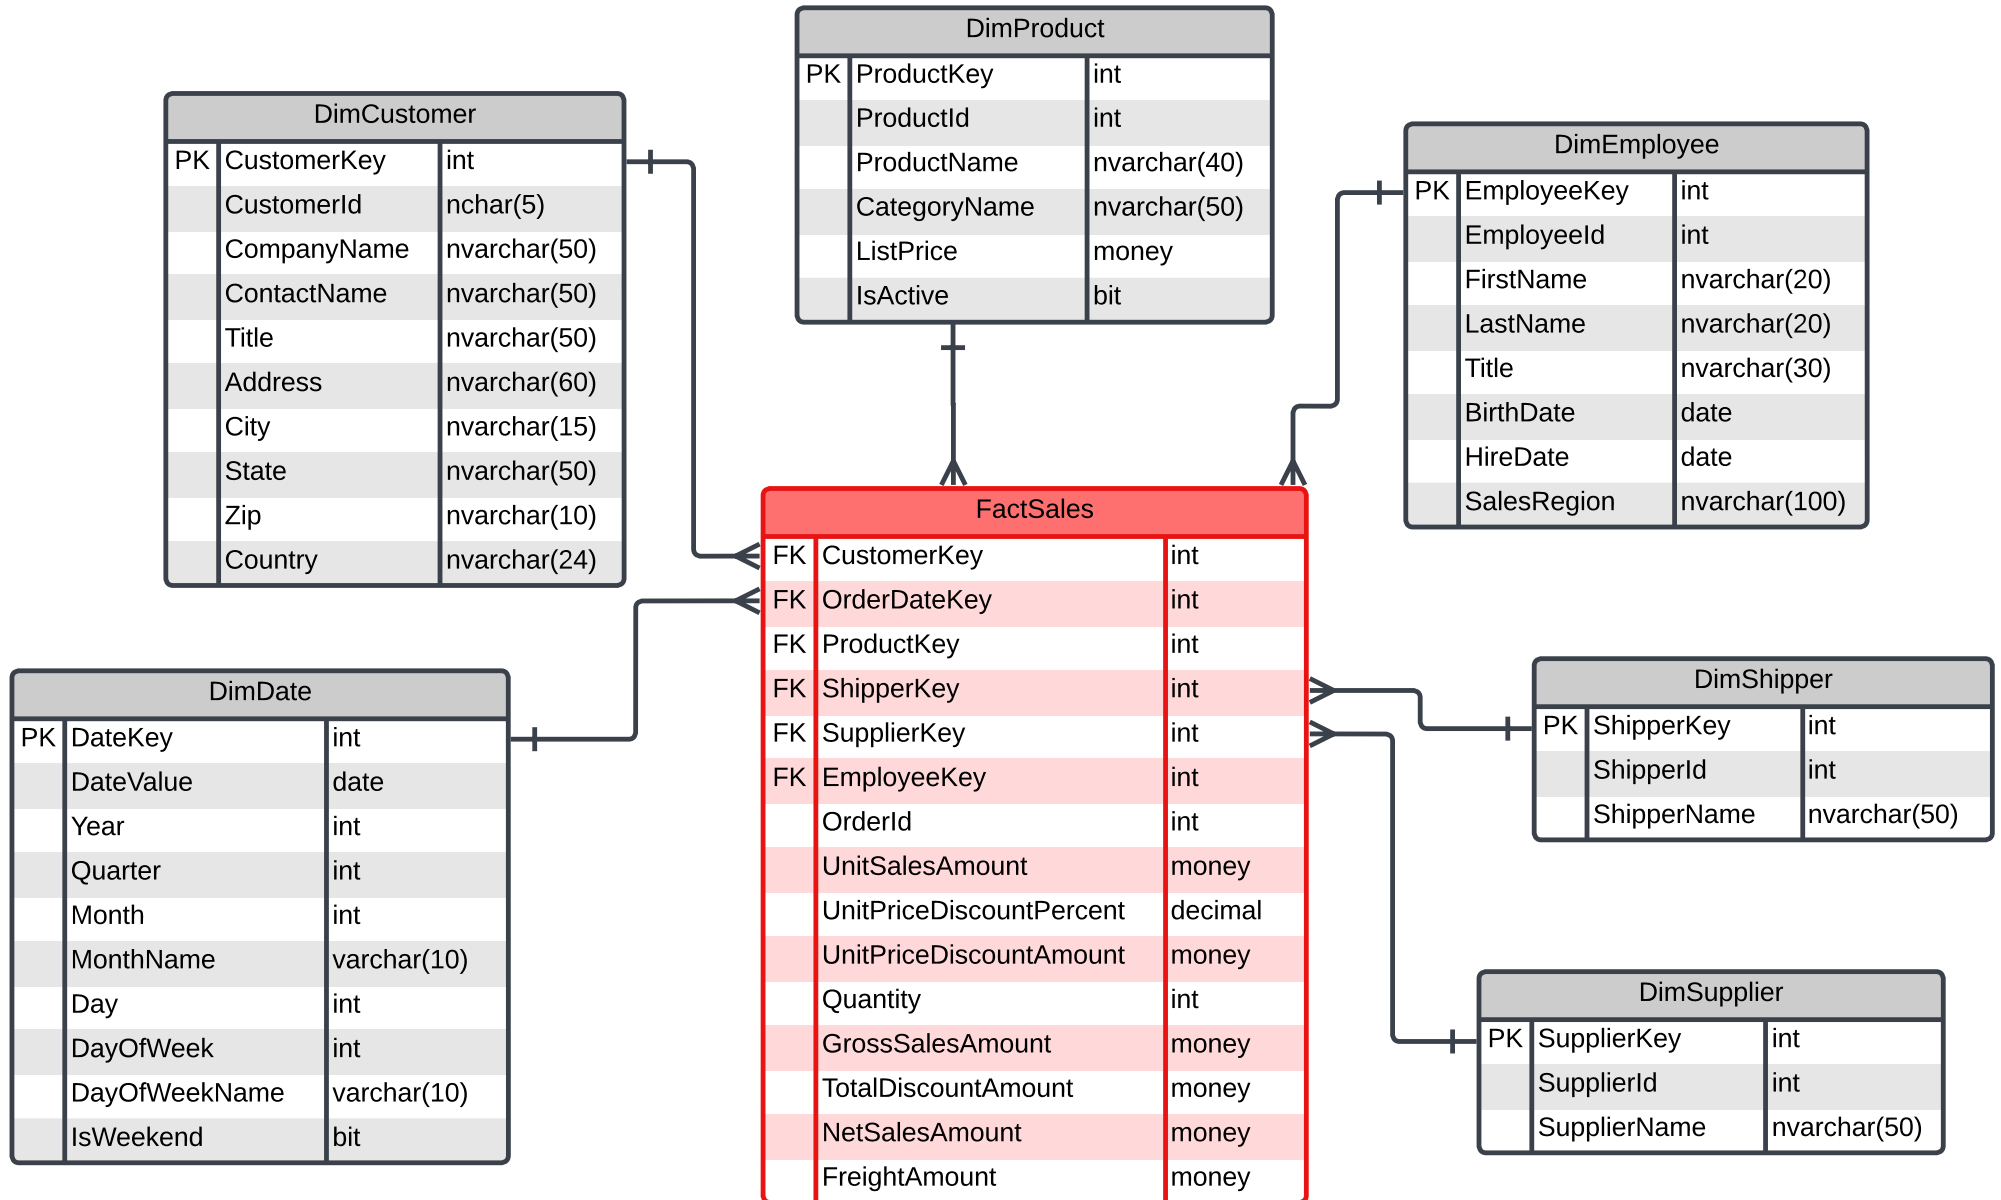 DimProduct
PK ProductKey int
ProductId int
ProductName nvarchar(40)
CategoryName nvarchar(50)
ListPrice money
IsActive bit
DimCustomer
PK CustomerKey int
CustomerId nchar(5)
CompanyName nvarchar(50)
ContactName nvarchar(50)
Title nvarchar(50)
Address nvarchar(60)
City nvarchar(15)
State nvarchar(50)
Zip nvarchar(10)
Country nvarchar(24)
DimEmployee
PK EmployeeKey int
EmployeeId int
FirstName nvarchar(20)
LastName nvarchar(20)
Title nvarchar(30)
BirthDate date
HireDate date
SalesRegion nvarchar(100)
FactSales
FK CustomerKey int
FK OrderDateKey int
FK ProductKey int
FK ShipperKey int
FK SupplierKey int
FK EmployeeKey int
OrderId int
UnitSalesAmount money
UnitPriceDiscountPercent decimal
UnitPriceDiscountAmount money
Quantity int
GrossSalesAmount money
TotalDiscountAmount money
NetSalesAmount money
FreightAmount money
DimDate
PK DateKey int
DateValue date
Year int
Quarter int
Month int
MonthName varchar(10)
Day int
DayOfWeek int
DayOfWeekName varchar(10)
IsWeekend bit
DimShipper
PK ShipperKey int
ShipperId int
ShipperName nvarchar(50)
DimSupplier
PK SupplierKey int
SupplierId int
SupplierName nvarchar(50)